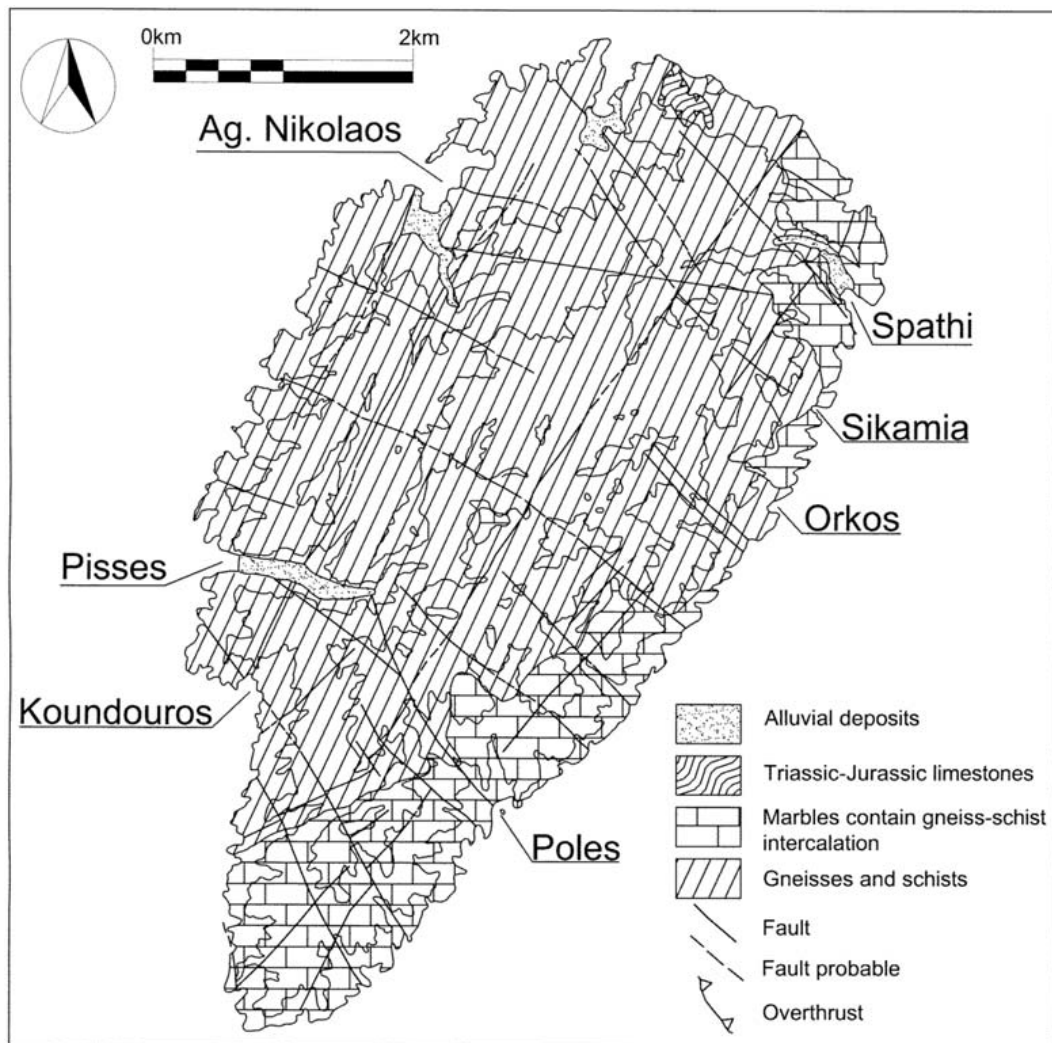 0km 2km
Ag. Nikolaos
Spathi
Sikamia
Orkos
Pisses
Koundouros
Poles
Alluvial deposits
Triassic-Jurassic limestones
Marbles contain gneiss-schist
intercalation
Gneisses and schists
Fault
Fault probable
Overthrust